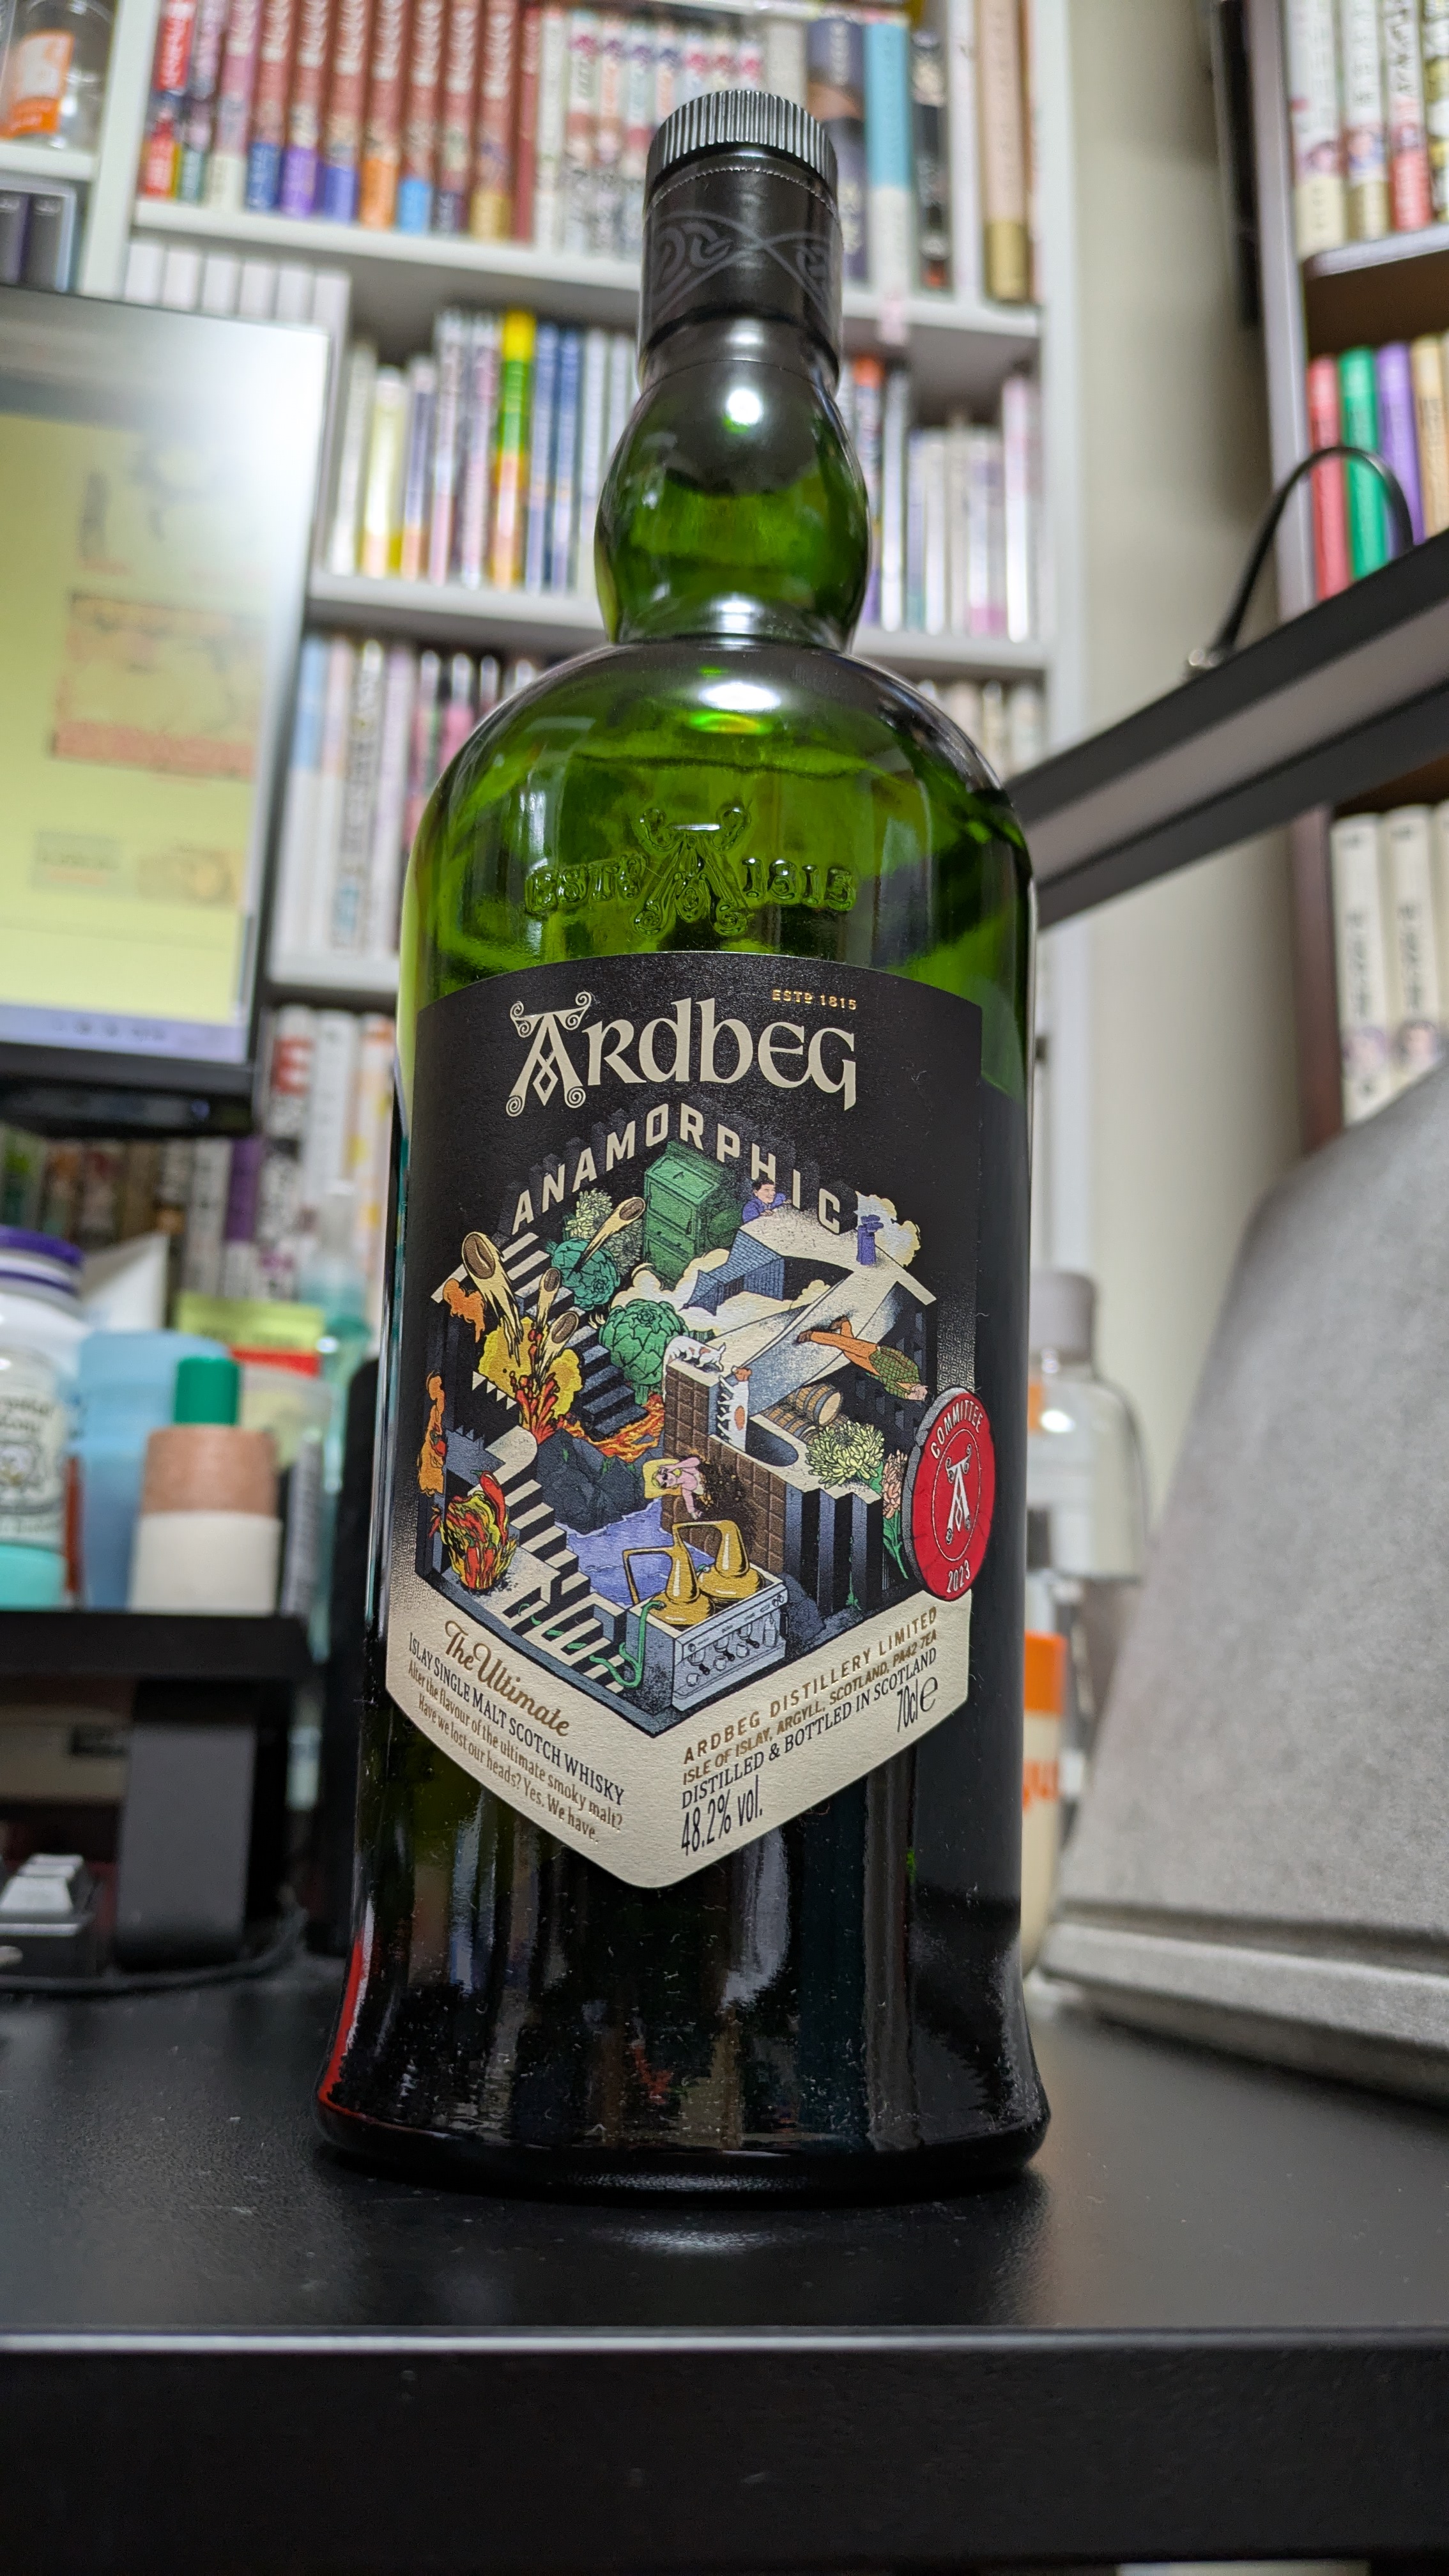 ESTD 1815
ESTD 1815
ARDBEG
ANAMORPHIC
COMMITTEE
2023
The Ultimate
ISLAY SINGLE MALT SCOTCH WHISKY
Alter the flavour of the ultimate smoky malt?
Have we lost our heads? Yes. We have.
ARDBEG DISTILLERY LIMITED
ISLE OF ISLAY, ARGYLL, SCOTLAND, PA42 7EA
DISTILLED & BOTTLED IN SCOTLAND
48.2% vol.
70cl e